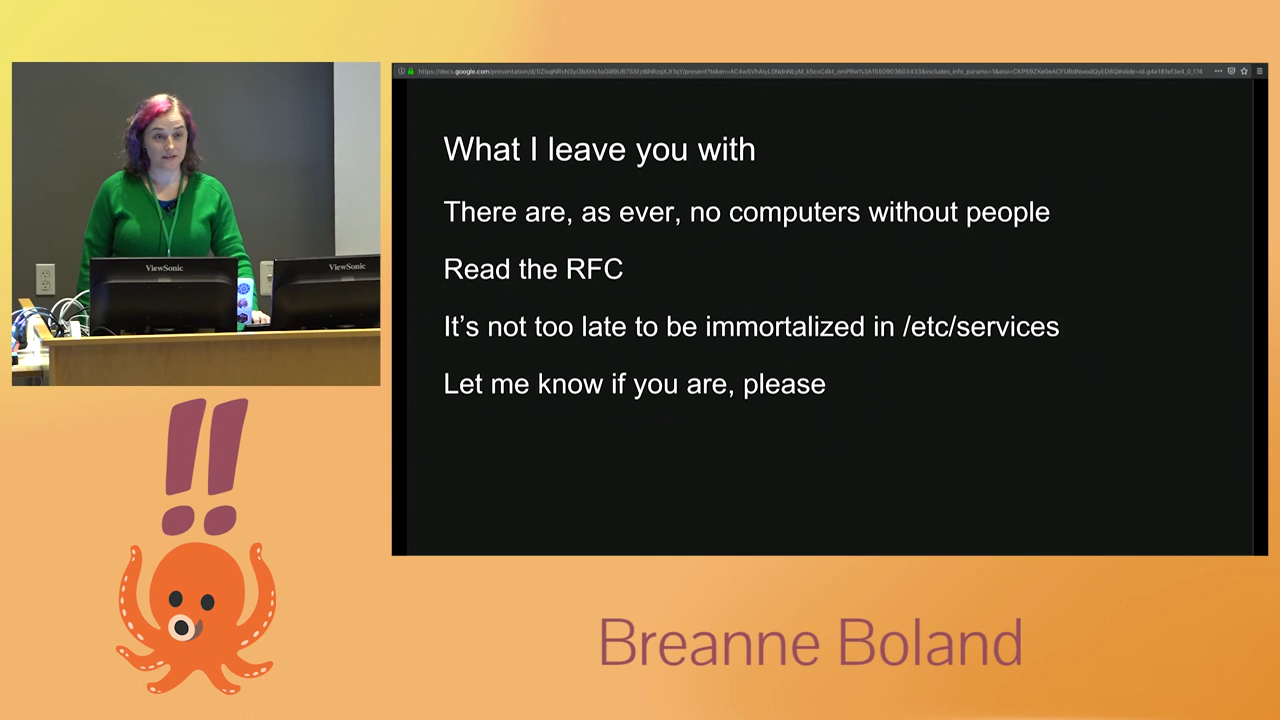 ViewSonic
ViewSonic
What I leave you with
There are, as ever, no computers without people
Read the RFC
It's not too late to be immortalized in /etc/services
Let me know if you are, please
!!
Breanne Boland